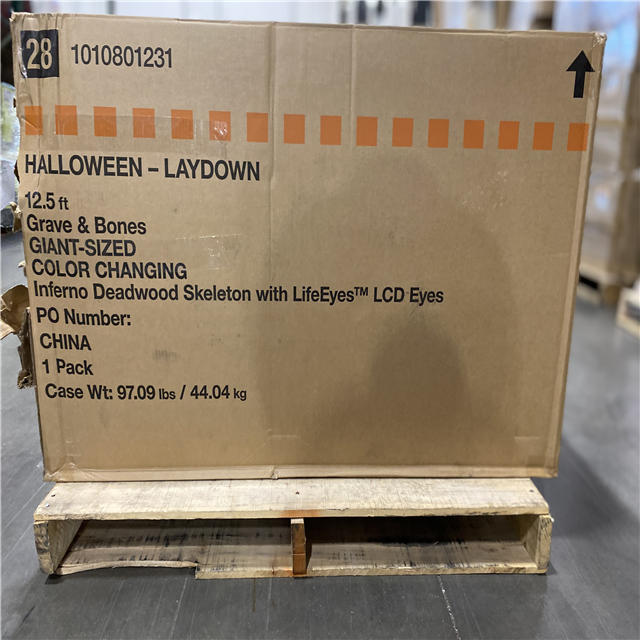 28 1010801231
HALLOWEEN – LAYDOWN
12.5 ft
Grave & Bones
GIANT-SIZED
COLOR CHANGING
Inferno Deadwood Skeleton with LifeEyes™ LCD Eyes
PO Number:
CHINA
1 Pack
Case Wt: 97.09 lbs / 44.04 kg